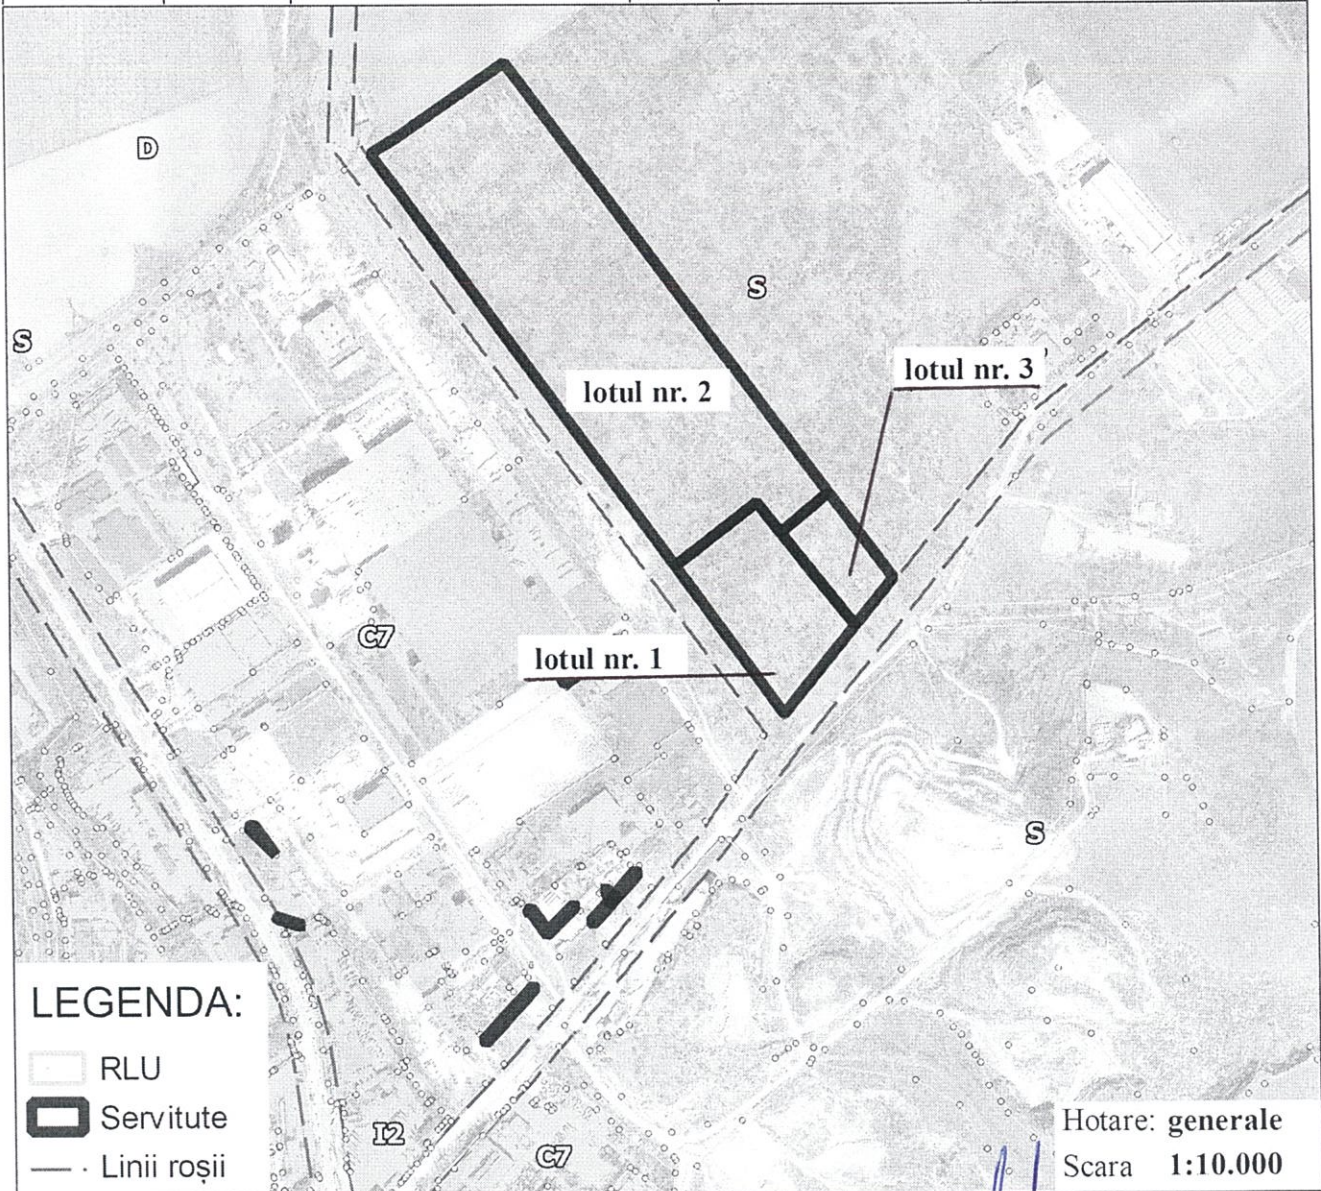 D
S
S
lotul nr. 3
lotul nr. 2
C7
lotul nr. 1
S
LEGENDA:
RLU
Servitute
Linii roșii
I2
C7
Hotare: generale
Scara 1:10.000